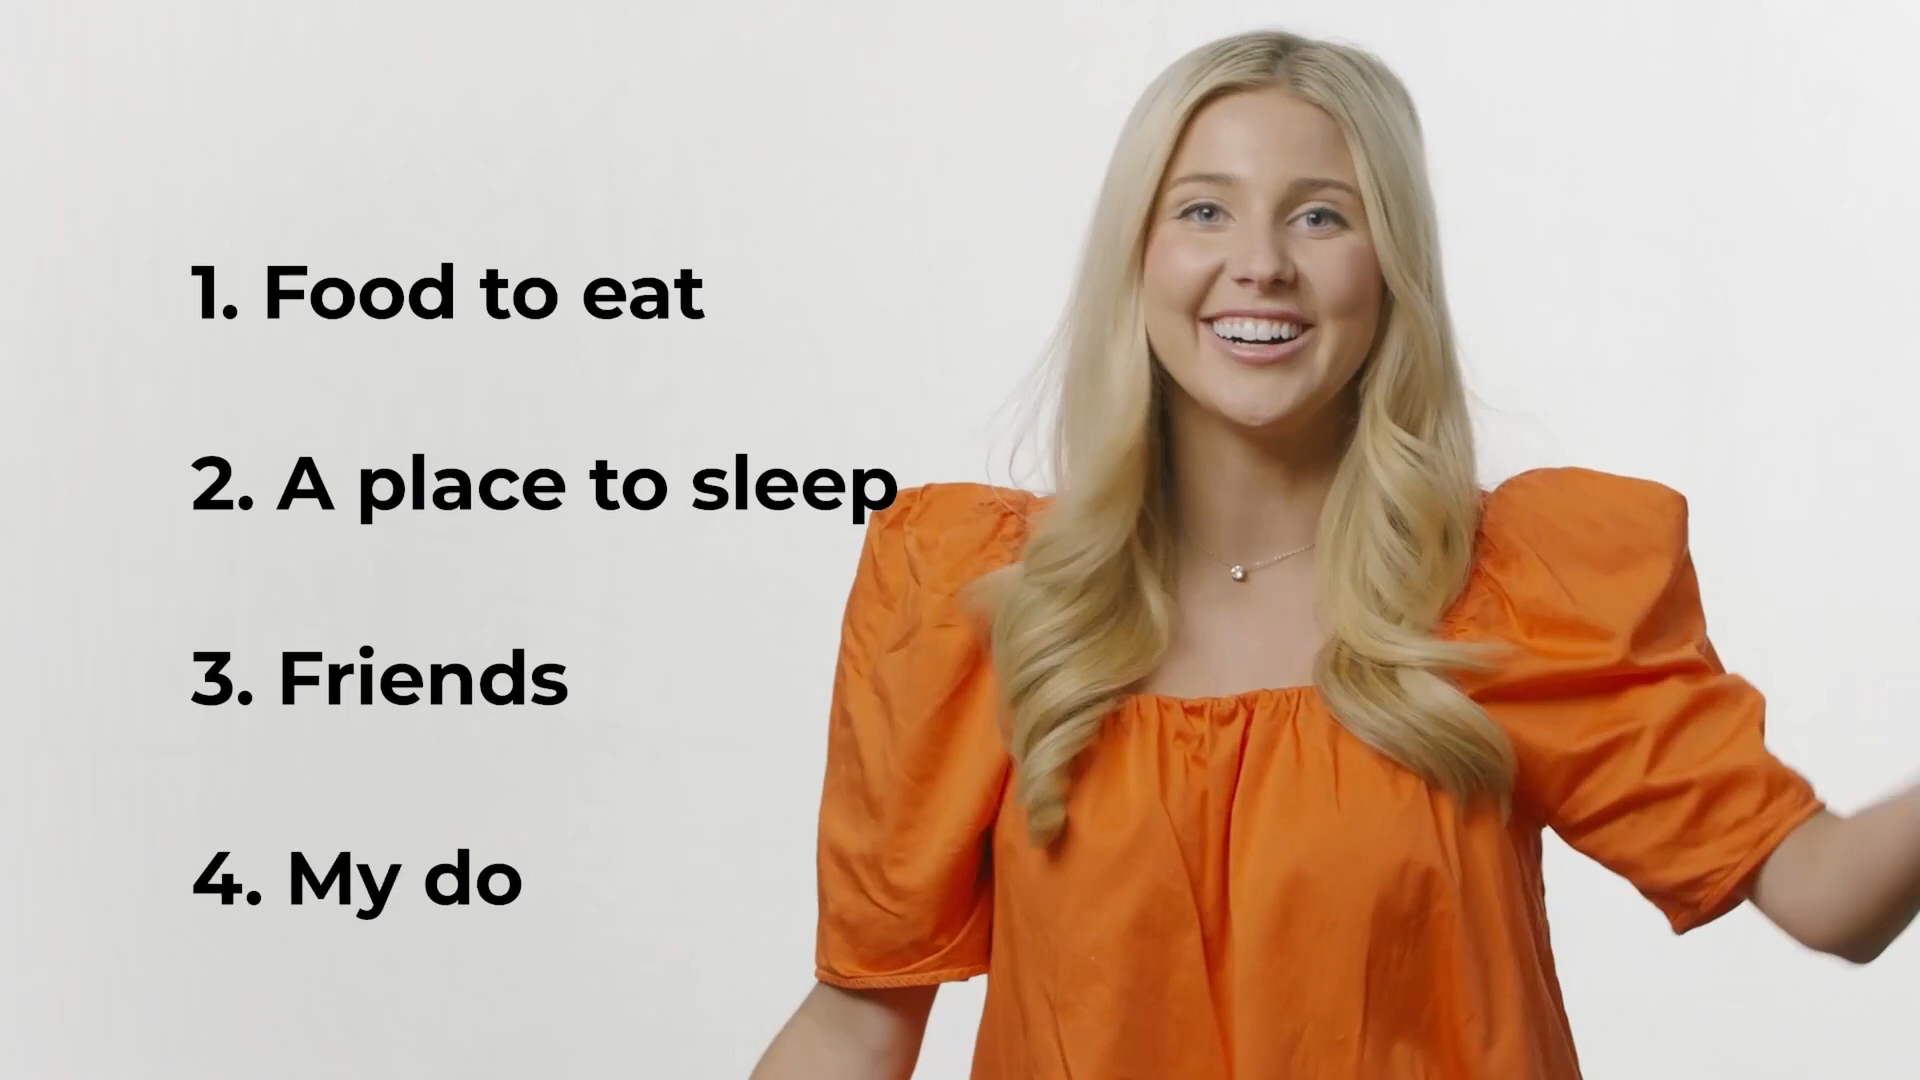 1. Food to eat
2. A place to sleep
3. Friends
4. My do